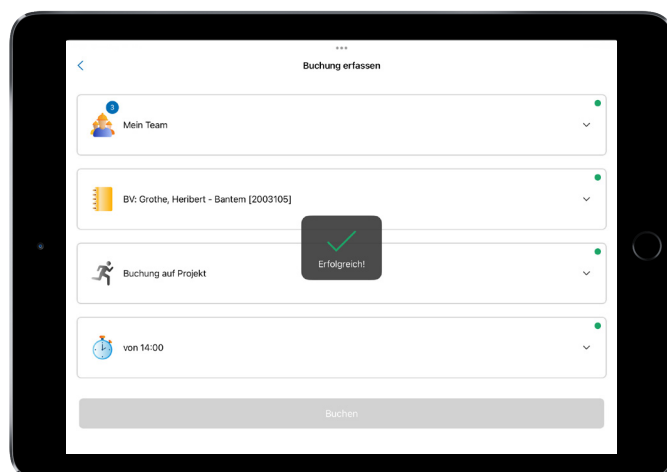 Buchung erfassen
3
Mein Team
BV: Grothe, Heribert - Bantem [2003105]
Erfolgreich!
Buchung auf Projekt
von 14:00
Buchen